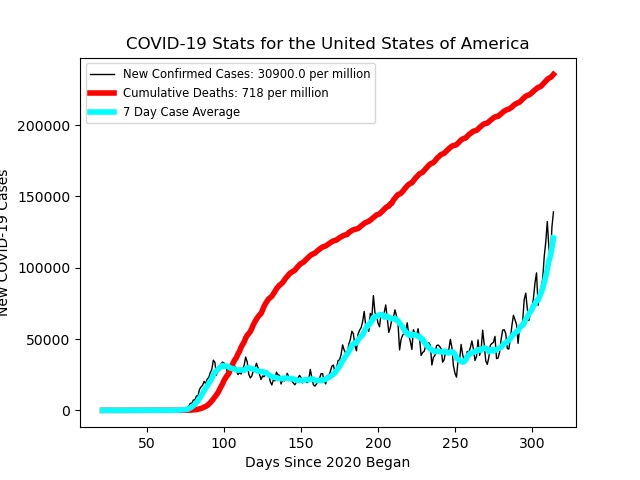 COVID-19 Stats for the United States of America
New Confirmed Cases: 30900.0 per million
Cumulative Deaths: 718 per million
7 Day Case Average
New COVID-19 Cases
200000
150000
100000
50000
0
50
100
150
200
250
300
Days Since 2020 Began